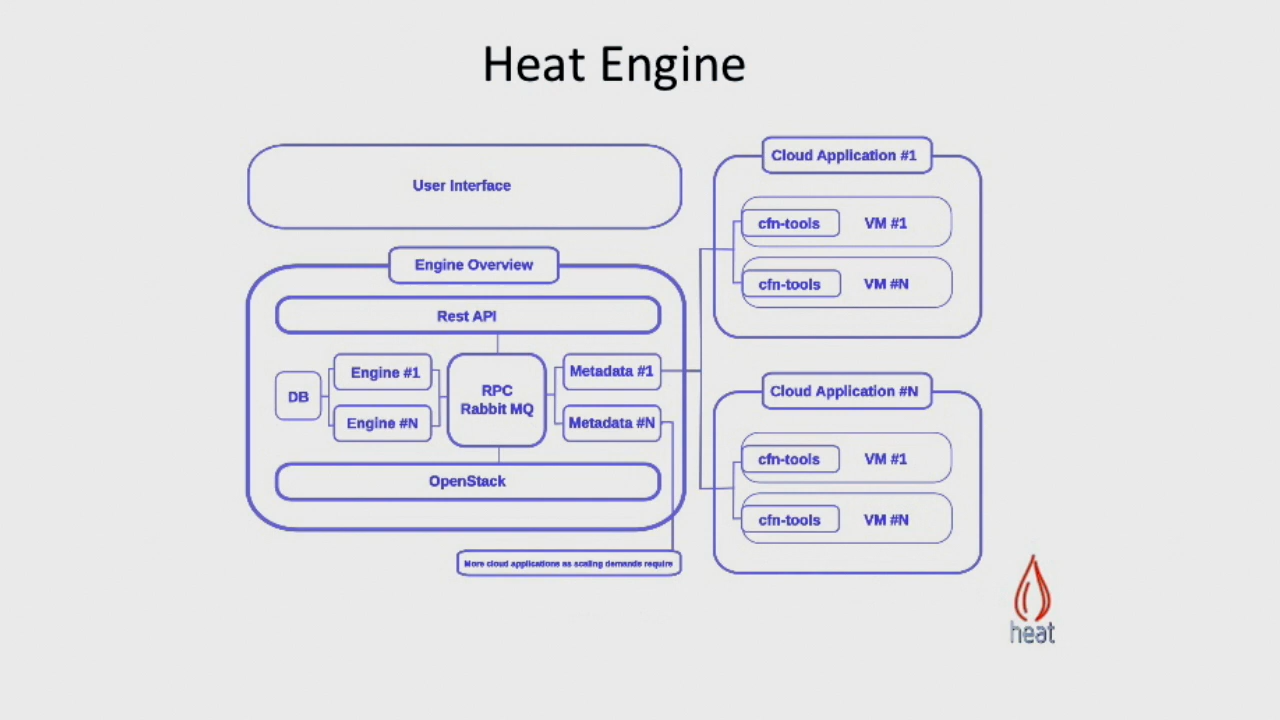 Heat Engine
User Interface
Engine Overview
Rest API
DB
Engine #1
Engine #N
RPC
Rabbit MQ
Metadata #1
Metadata #N
OpenStack
More cloud applications as scaling demands require
Cloud Application #1
cfn-tools VM #1
cfn-tools VM #N
Cloud Application #N
cfn-tools VM #1
cfn-tools VM #N
heat